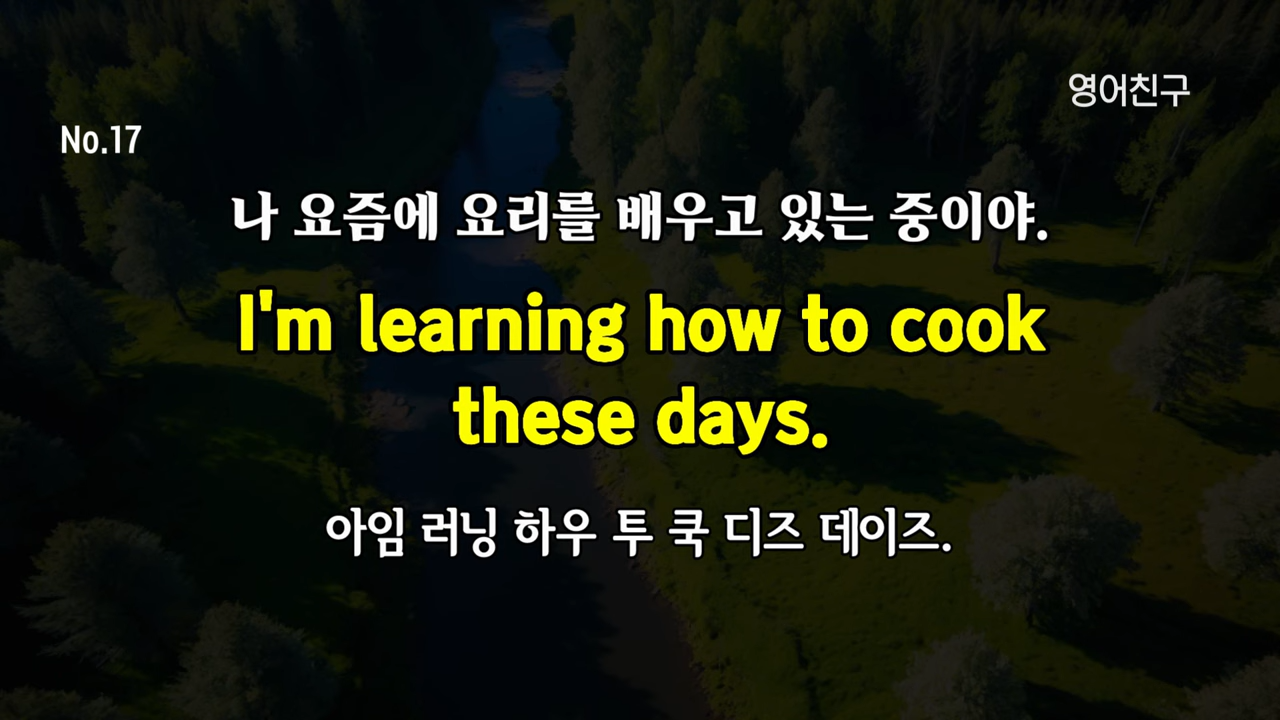 영어친구
No.17
나 요즘에 요리를 배우고 있는 중이야.
I'm learning how to cook
these days.
아임 러닝 하우 투 쿡 디즈 데이즈.